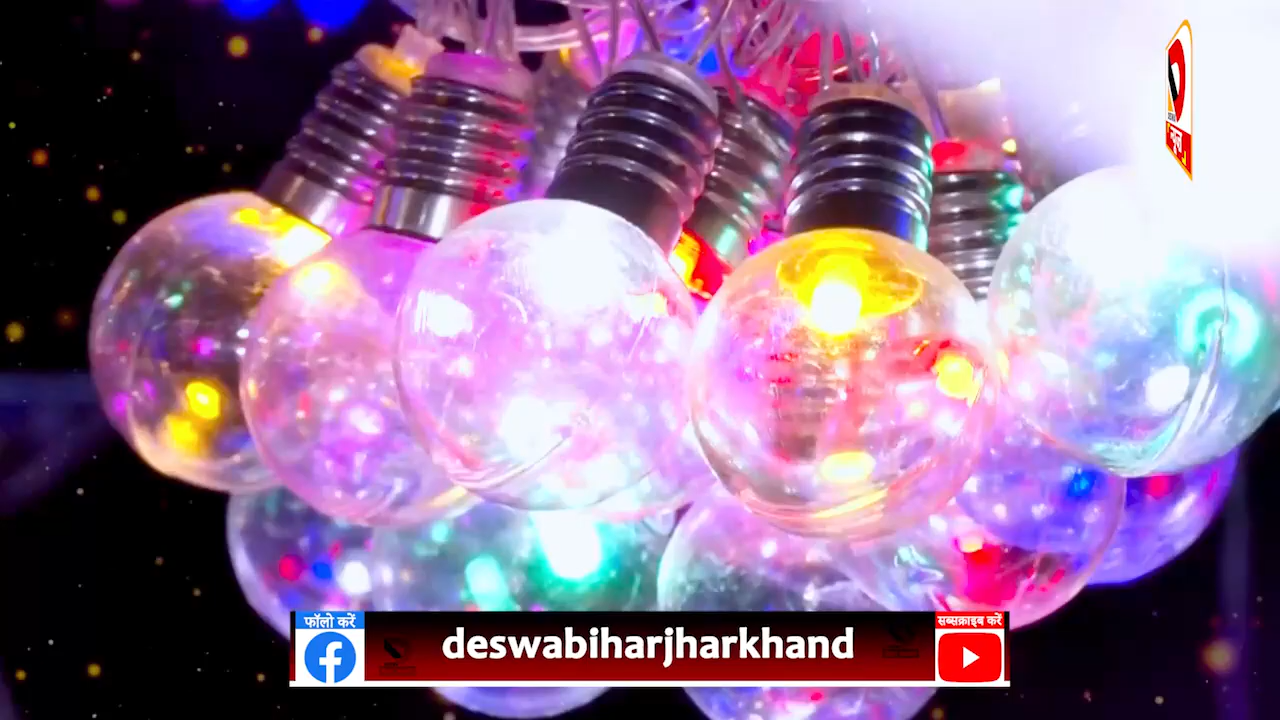 न्यूज़
फॉलो करें
deswabiharjharkhand
सब्सक्राइब करें